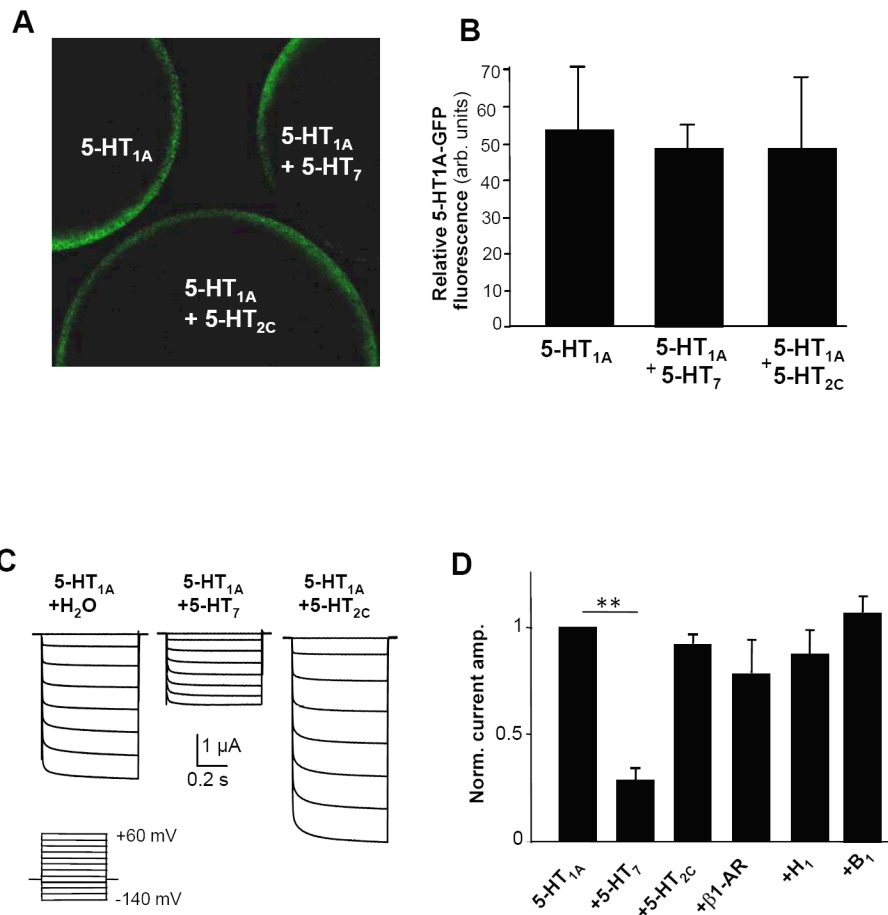 A
5-HT1A
5-HT1A
+ 5-HT7
5-HT1A
+ 5-HT2C
B
Relative 5-HT1A-GFP
fluorescence (arb. units)
70
60
50
40
30
20
10
0
5-HT1A
5-HT1A
+ 5-HT7
5-HT1A
+ 5-HT2C
C
5-HT1A
+H2O
5-HT1A
+5-HT7
5-HT1A
+5-HT2C
1 µA
0.2 s
+60 mV
-140 mV
D
Norm. current amp.
1
0.5
0
**
5-HT1A
+5-HT7
+5-HT2C
+β1-AR
+H1
+B1